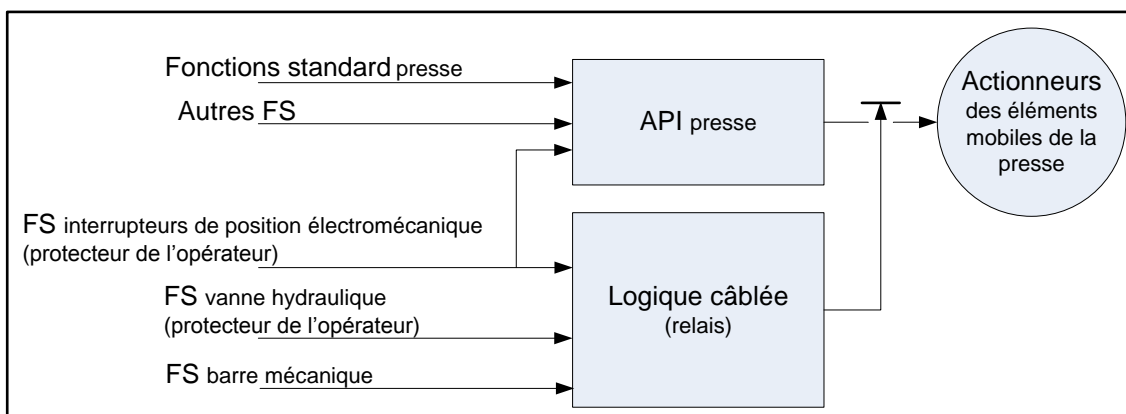 Fonctions standard presse
Autres FS
API presse
Actionneurs
des éléments
mobiles de la
presse
FS interrupteurs de position électromécanique
(protecteur de l'opérateur)
FS vanne hydraulique
(protecteur de l'opérateur)
FS barre mécanique
Logique câblée
(relais)